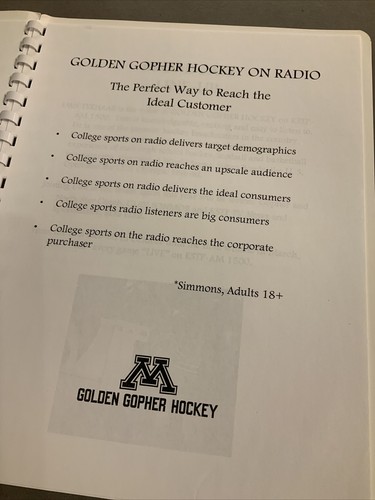 GOLDEN GOPHER HOCKEY ON RADIO
The Perfect Way to Reach the
Ideal Customer
• College sports on radio delivers target demographics
• College sports on radio reaches an upscale audience
• College sports on radio delivers the ideal consumers
• College sports radio listeners are big consumers
• College sports on the radio reaches the corporate
purchaser
*Simmons, Adults 18+
M
GOLDEN GOPHER HOCKEY